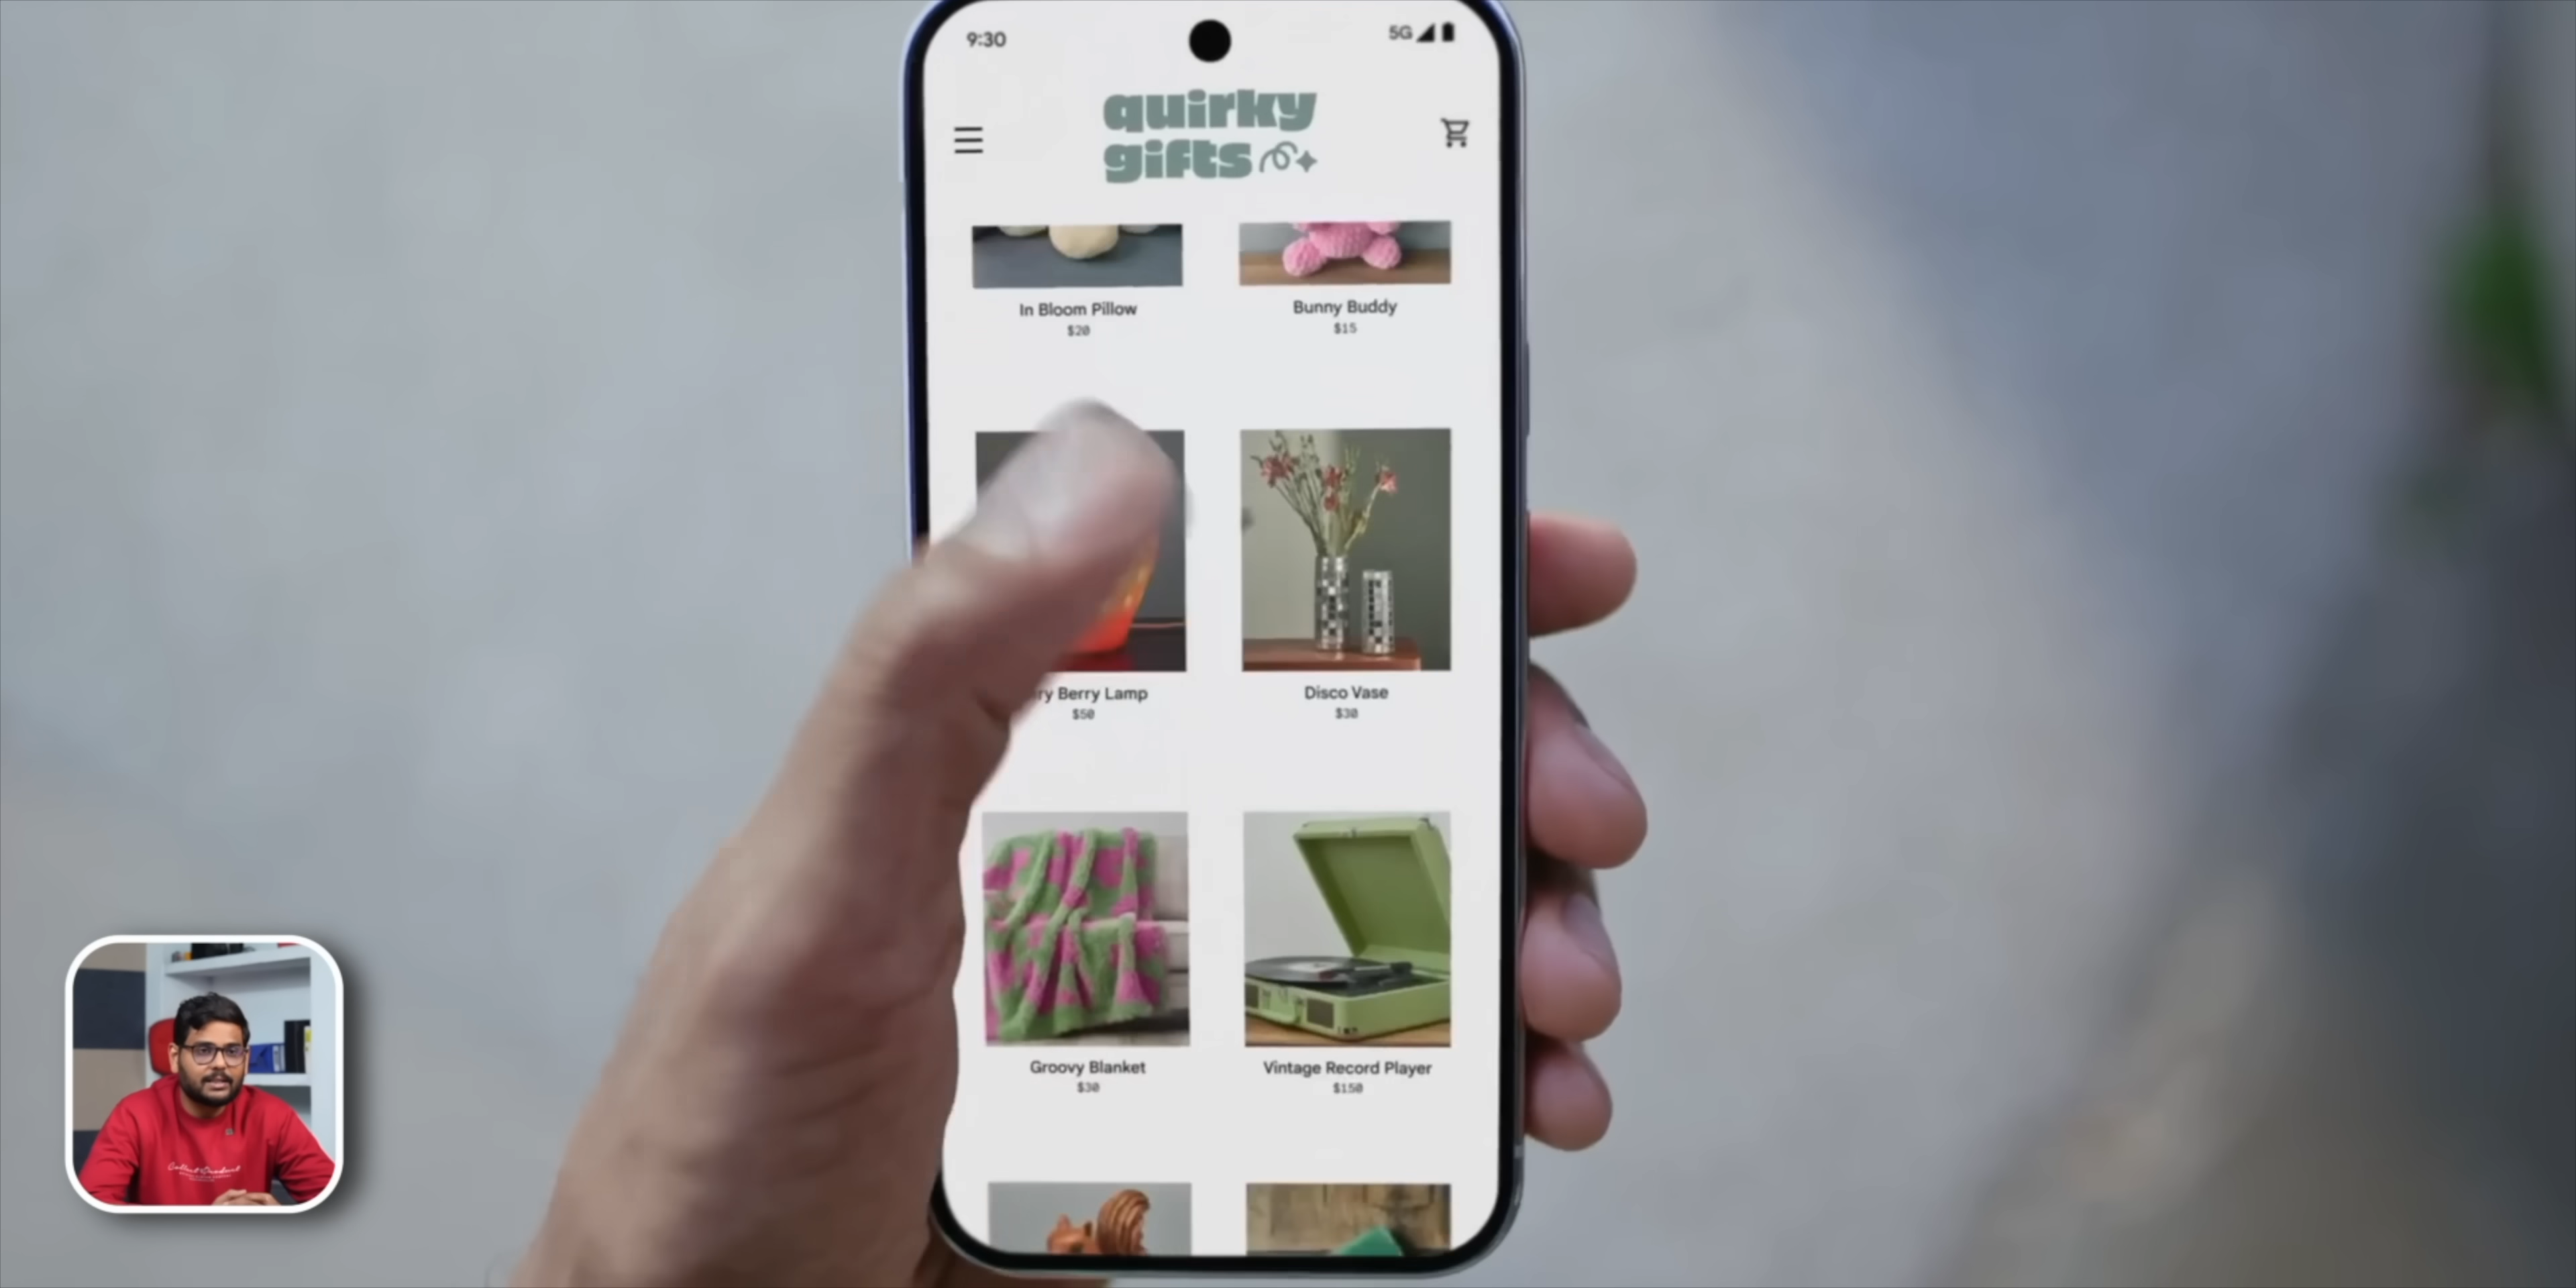 9:30
5G
quirky
gifts
In Bloom Pillow
$20
Bunny Buddy
$15
Berry Lamp
$50
Disco Vase
$30
Groovy Blanket
$30
Vintage Record Player
$150